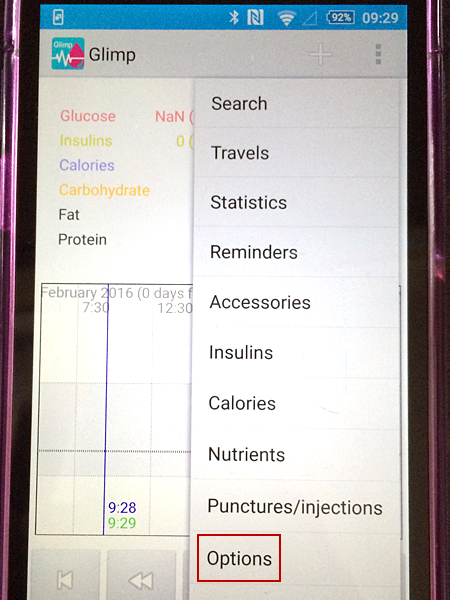 92%
09:29
Glimp
Glimp
Glucose NaN (
Insulins 0 (
Calories
Carbohydrate
Fat
Protein
February 2016 (0 days f
7:30 12:30
9:28
9:29
Search
Travels
Statistics
Reminders
Accessories
Insulins
Calories
Nutrients
Punctures/injections
Options